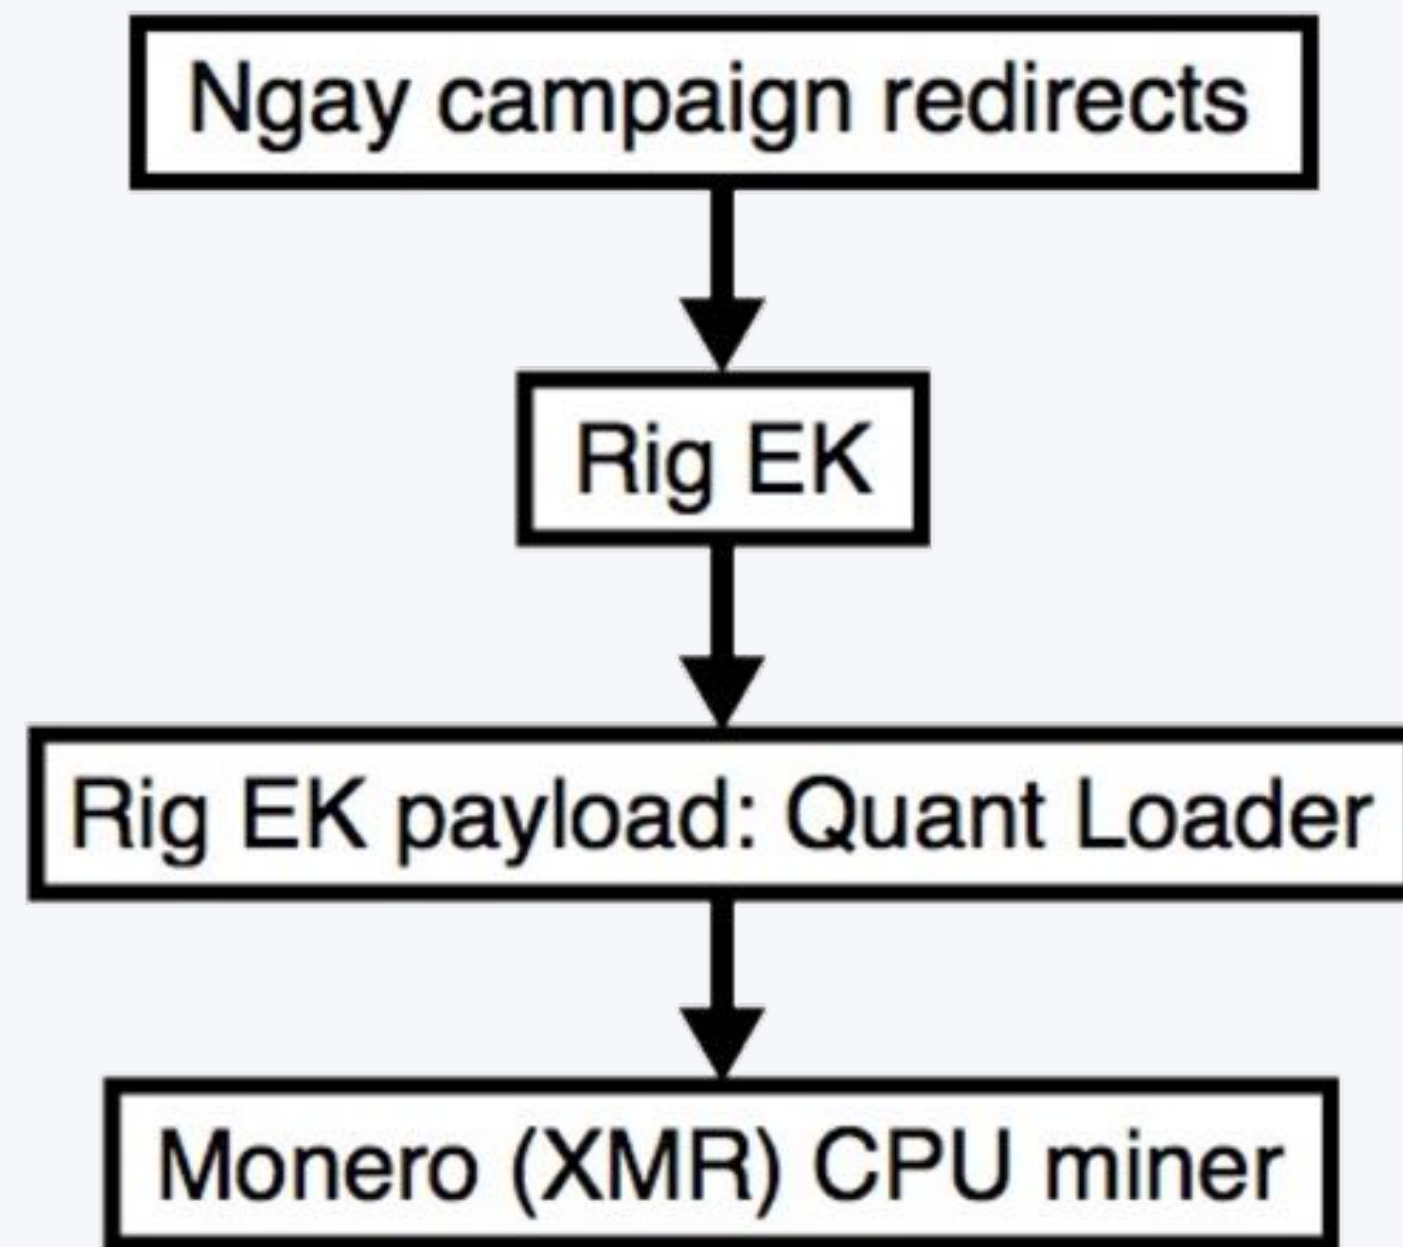 Ngay campaign redirects
Rig EK
Rig EK payload: Quant Loader
Monero (XMR) CPU miner